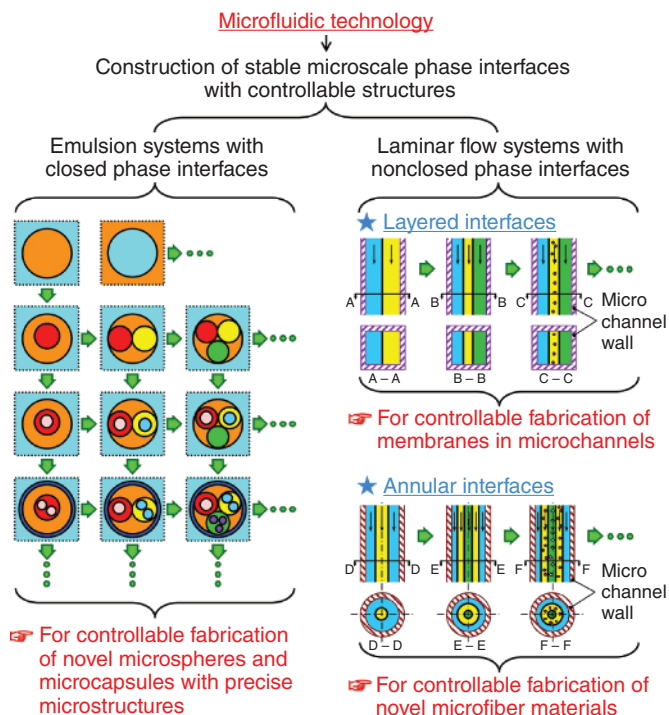 Microfluidic technology
Construction of stable microscale phase interfaces
with controllable structures
Emulsion systems with
closed phase interfaces
☞ For controllable fabrication
of novel microspheres and
microcapsules with precise
microstructures
Laminar flow systems with
nonclosed phase interfaces
★ Layered interfaces
A A B B C C
Micro
channel
wall
A – A B – B C – C
☞ For controllable fabrication of
membranes in microchannels
★ Annular interfaces
D D E E F F
Micro
channel
wall
D – D E – E F – F
☞ For controllable fabrication of
novel microfiber materials